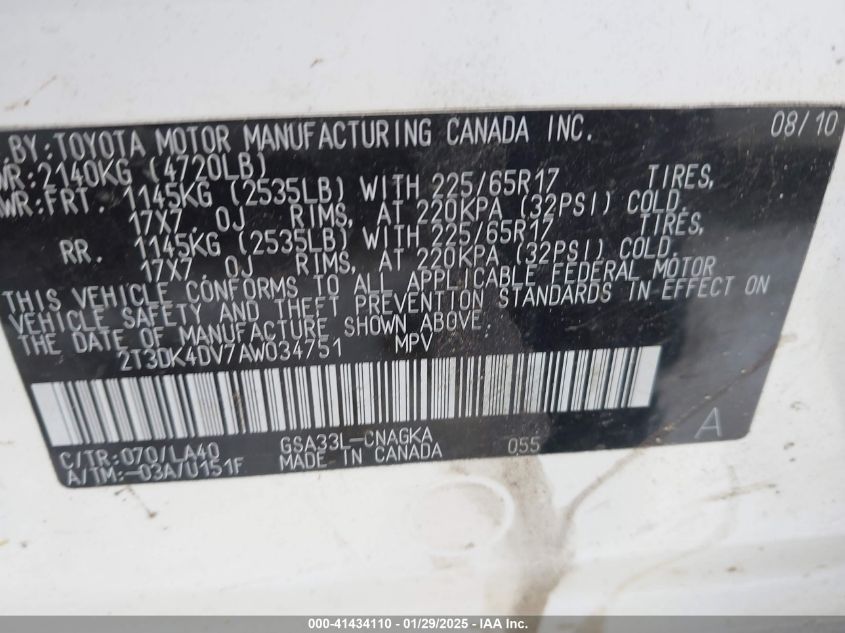 .BY:TOYOTA MOTOR MANUFACTURING CANADA INC. 08/10
WR:2140KG (4720LB)
WR:FRT. 1145KG (2535LB) WITH 225/65R17 TIRES,
17X7.0J RIMS, AT 220KPA (32PSI) COLD.
RR. 1145KG (2535LB) WITH 225/65R17 TIRES,
17X7.0J RIMS, AT 220KPA (32PSI) COLD.
THIS VEHICLE CONFORMS TO ALL APPLICABLE FEDERAL MOTOR
VEHICLE SAFETY AND THEFT PREVENTION STANDARDS IN EFFECT ON
THE DATE OF MANUFACTURE SHOWN ABOVE.
2T3DK4DV7AW034751 MPV
C/TR:070/LA40 GSA33L-CNAGKA 055 A
A/TM:-03A/U151F MADE IN CANADA
000-41434110 - 01/29/2025 - IAA Inc.